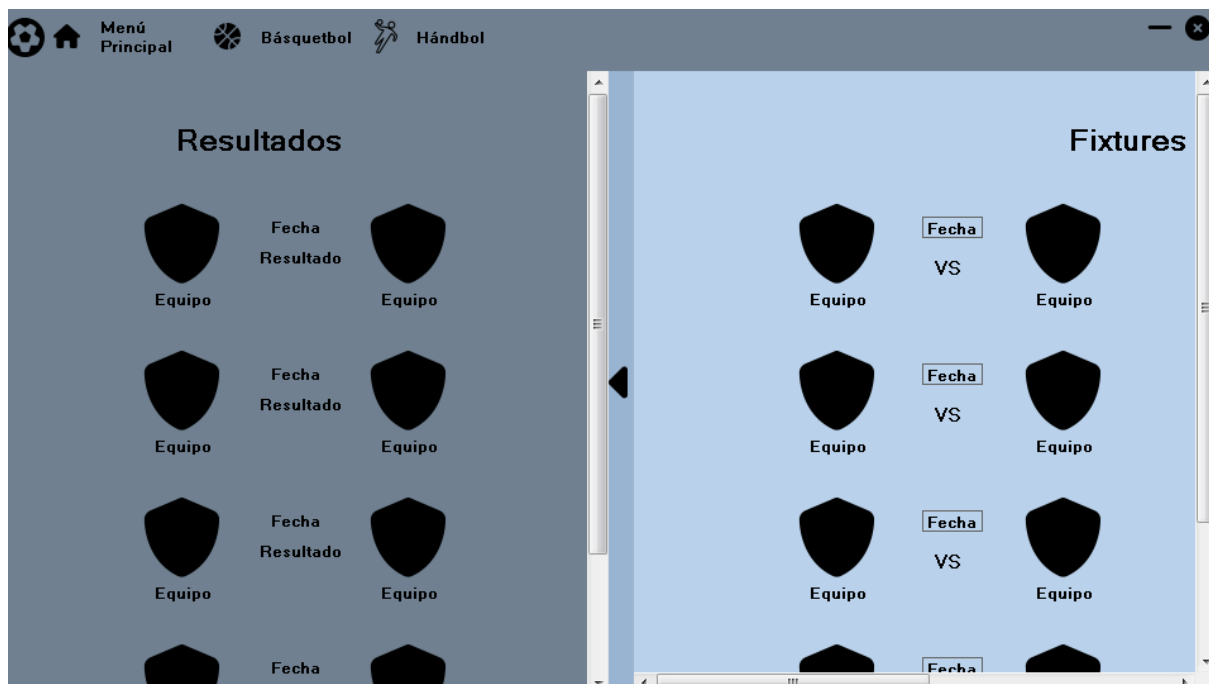 Menú
Principal
Básquetbol
Hándbol
Resultados
Fecha
Resultado
Equipo
Equipo
Fecha
Resultado
Equipo
Equipo
Fecha
Resultado
Equipo
Equipo
Fecha
Fixtures
Fecha
VS
Equipo
Equipo
Fecha
VS
Equipo
Equipo
Fecha
VS
Equipo
Equipo
Fecha